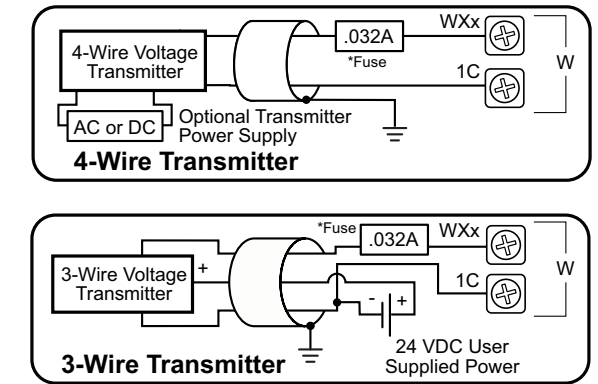 4-Wire Voltage
Transmitter
AC or DC
Optional Transmitter
Power Supply
.032A
*Fuse
WXx
1C
W
4-Wire Transmitter
3-Wire Voltage
Transmitter
+
*Fuse
.032A
WXx
1C
W
- +
24 VDC User
Supplied Power
3-Wire Transmitter